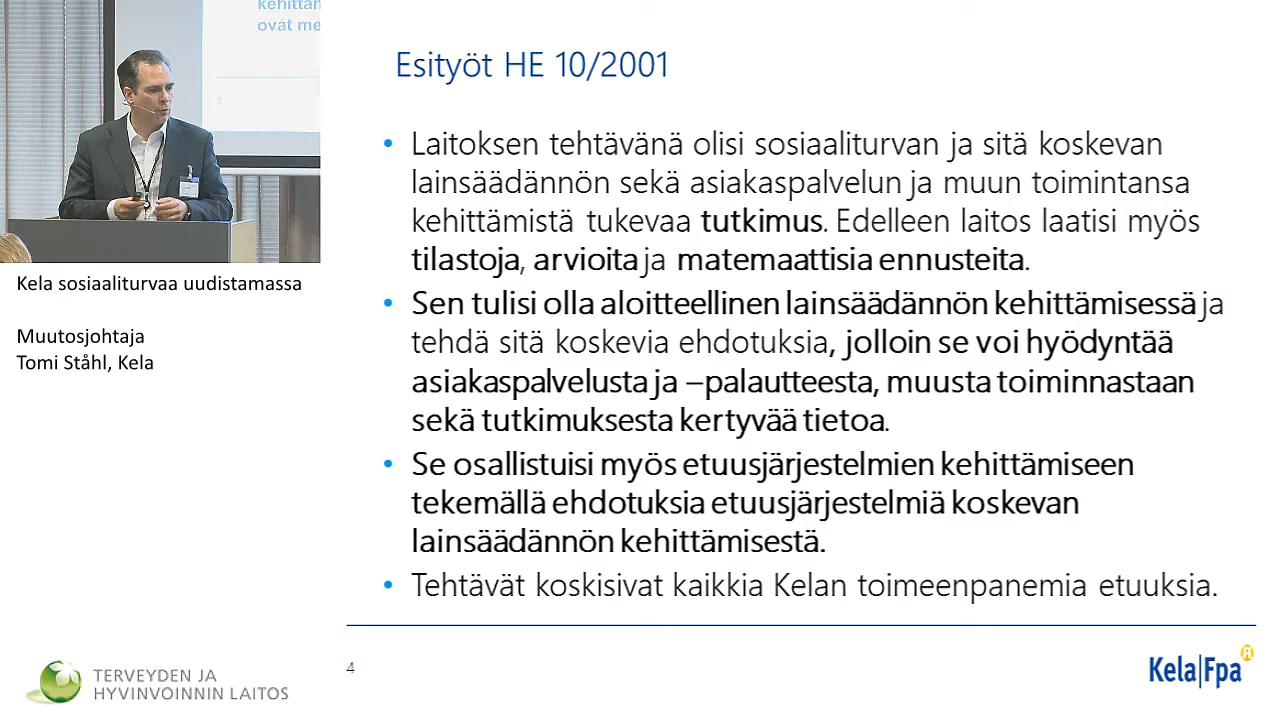 kehittän
ovat me
Kela sosiaaliturvaa uudistamassa
Muutosjohtaja
Tomi Ståhl, Kela
Esityöt HE 10/2001
• Laitoksen tehtävänä olisi sosiaaliturvan ja sitä koskevan
lainsäädännön sekä asiakaspalvelun ja muun toimintansa
kehittämistä tukevaa tutkimus. Edelleen laitos laatisi myös
tilastoja, arvioita ja matemaattisia ennusteita.
• Sen tulisi olla aloitteellinen lainsäädännön kehittämisessä ja
tehdä sitä koskevia ehdotuksia, jolloin se voi hyödyntää
asiakaspalvelusta ja –palautteesta, muusta toiminnastaan
sekä tutkimuksesta kertyvää tietoa.
• Se osallistuisi myös etuusjärjestelmien kehittämiseen
tekemällä ehdotuksia etuusjärjestelmiä koskevan
lainsäädännön kehittämisestä.
• Tehtävät koskisivat kaikkia Kelan toimeenpanemia etuuksia.
TERVEYDEN JA
HYVINVOINNIN LAITOS
4
Kela|Fpa